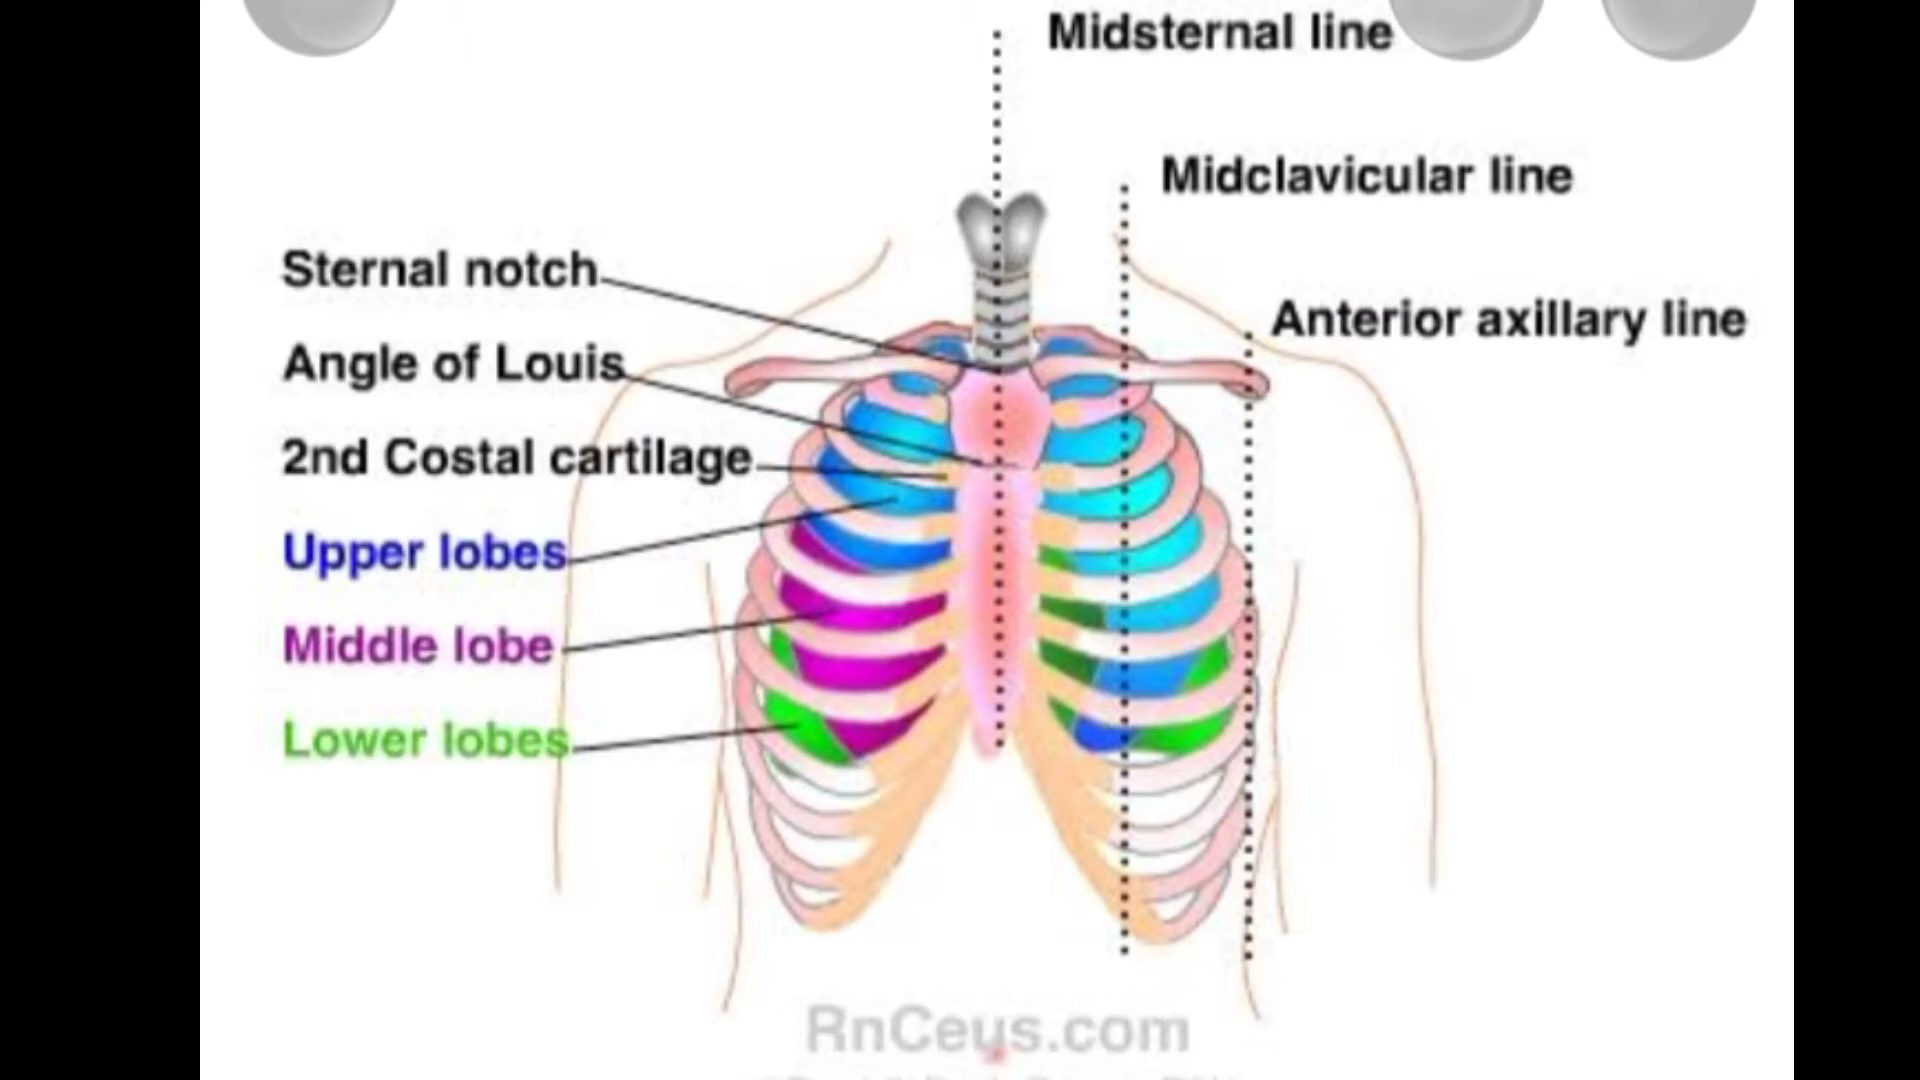 Midsternal line
Midclavicular line
Sternal notch
Anterior axillary line
Angle of Louis
2nd Costal cartilage
Upper lobes
Middle lobe
Lower lobes
RnCeus.com